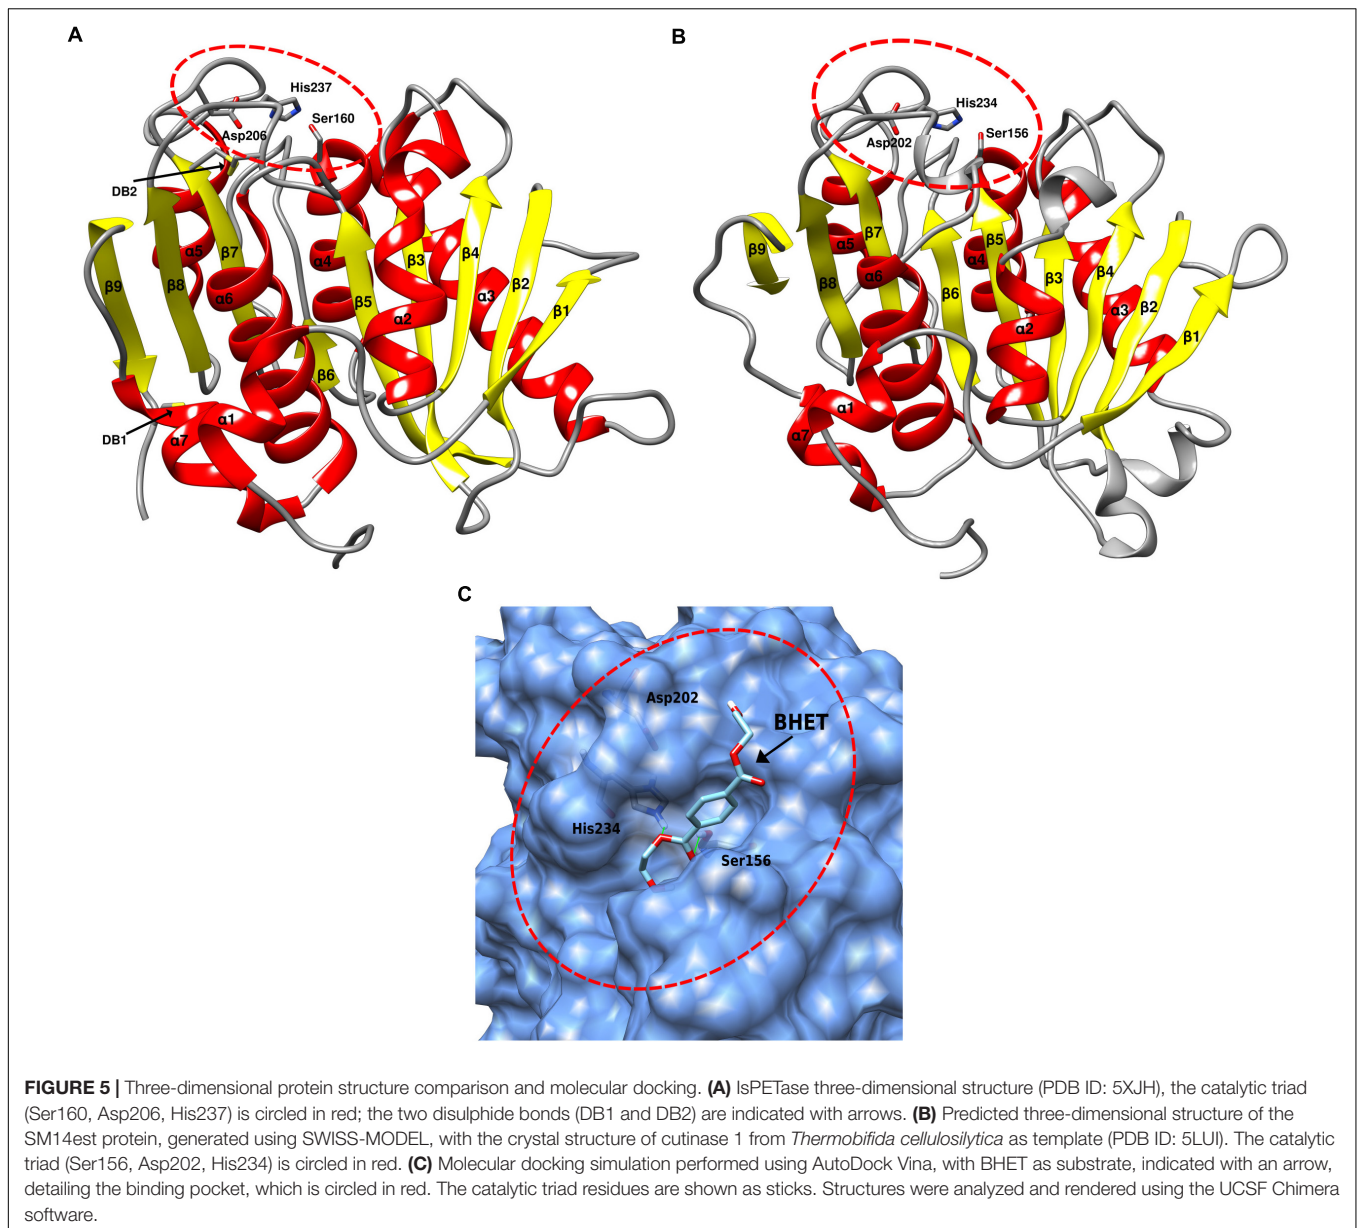 A
His237
Ser160
Asp206
DB2
α5
β7
β9
β8
α6
α4
β5
β3
β4
β2
α3
α2
β1
β6
α1
α7
DB1
B
His234
Ser156
Asp202
β9
α5
β7
β8
α6
β6
β5
α4
β3
β4
α3
β2
α2
β1
α1
α7
C
Asp202
BHET
His234
Ser156
FIGURE 5 | Three-dimensional protein structure comparison and molecular docking. (A) IsPETase three-dimensional structure (PDB ID: 5XJH), the catalytic triad
(Ser160, Asp206, His237) is circled in red; the two disulphide bonds (DB1 and DB2) are indicated with arrows. (B) Predicted three-dimensional structure of the
SM14est protein, generated using SWISS-MODEL, with the crystal structure of cutinase 1 from Thermobifida cellulosilytica as template (PDB ID: 5LUI). The catalytic
triad (Ser156, Asp202, His234) is circled in red. (C) Molecular docking simulation performed using AutoDock Vina, with BHET as substrate, indicated with an arrow,
detailing the binding pocket, which is circled in red. The catalytic triad residues are shown as sticks. Structures were analyzed and rendered using the UCSF Chimera
software.